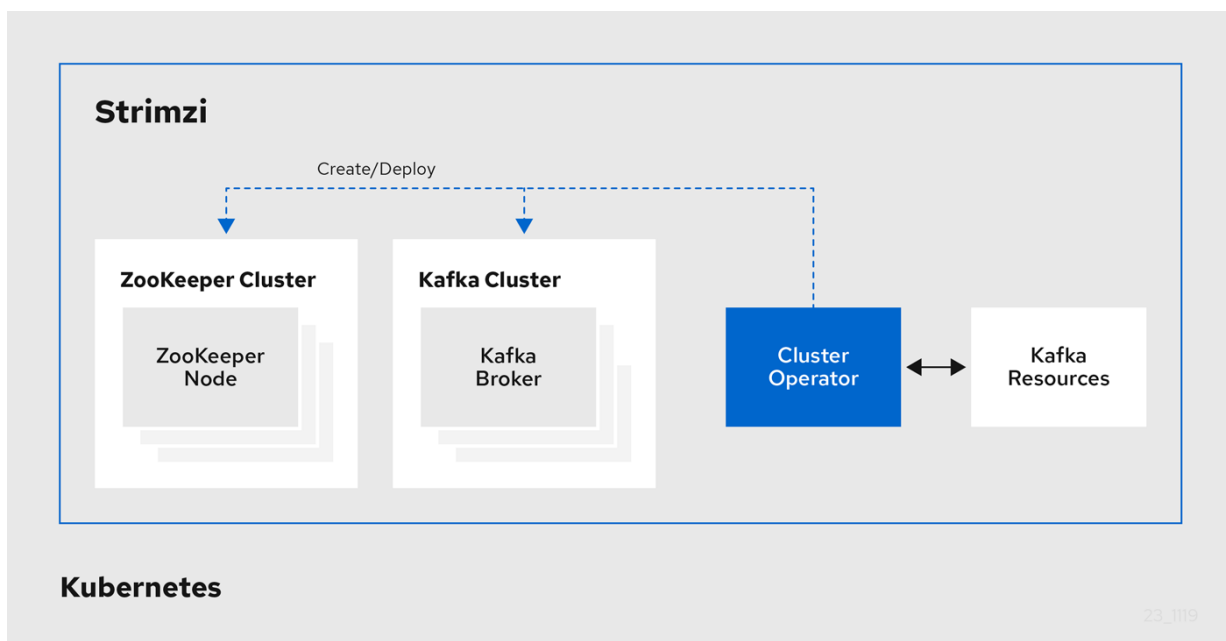 Strimzi
Create/Deploy
ZooKeeper Cluster
ZooKeeper
Node
Kafka Cluster
Kafka
Broker
Cluster
Operator
Kafka
Resources
Kubernetes
23_1119